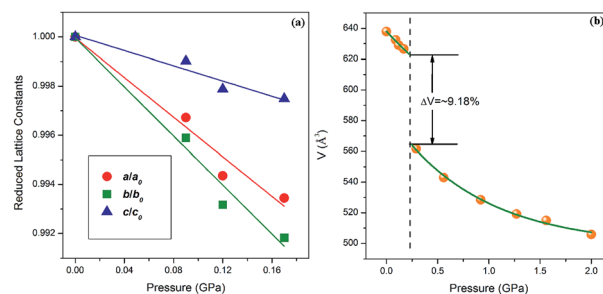 (a)
1.000
0.998
0.996
0.994
0.992
Reduced Lattice Constants
a/a0
b/b0
c/c0
0.00 0.04 0.08 0.12 0.16
Pressure (GPa)
(b)
640
620
600
580
560
540
520
500
V (Å³)
ΔV=~9.18%
0.0 0.5 1.0 1.5 2.0
Pressure (GPa)